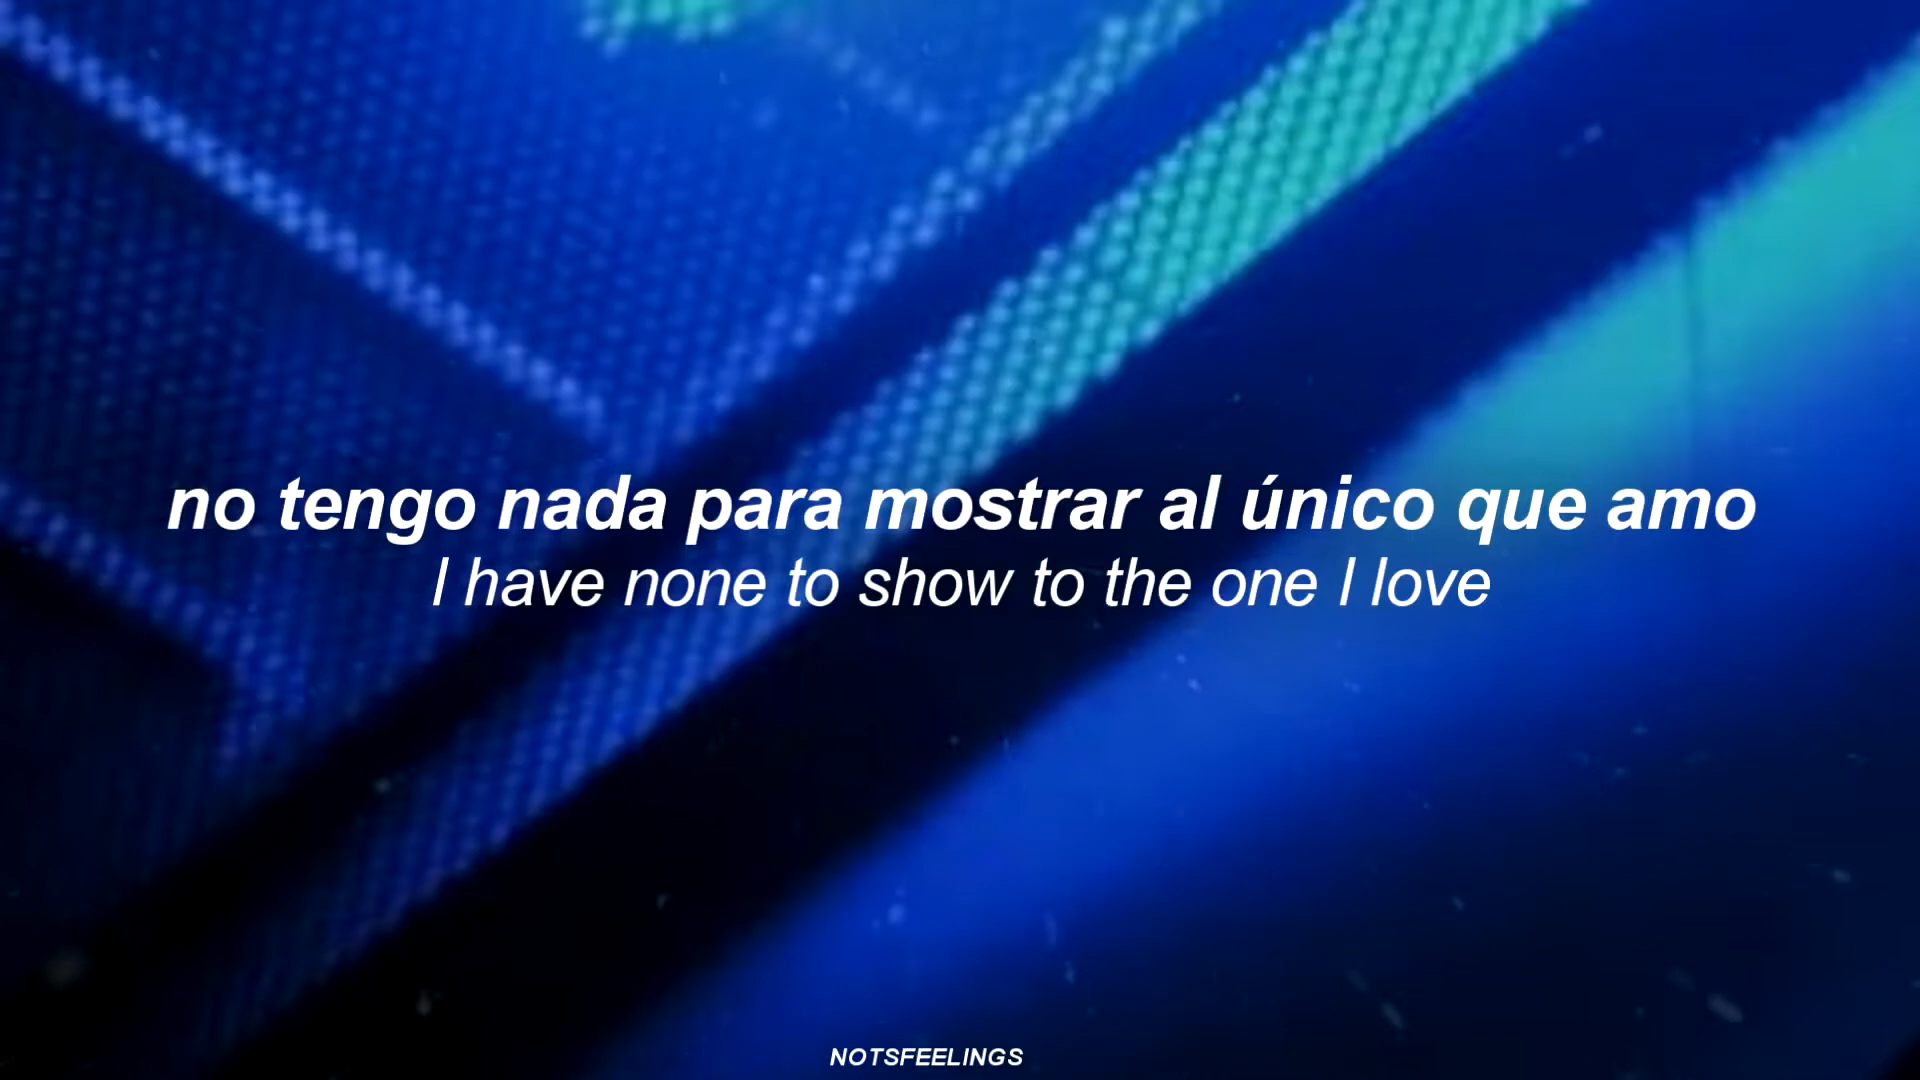 no tengo nada para mostrar al único que amo
I have none to show to the one I love
NOTSFEELINGS